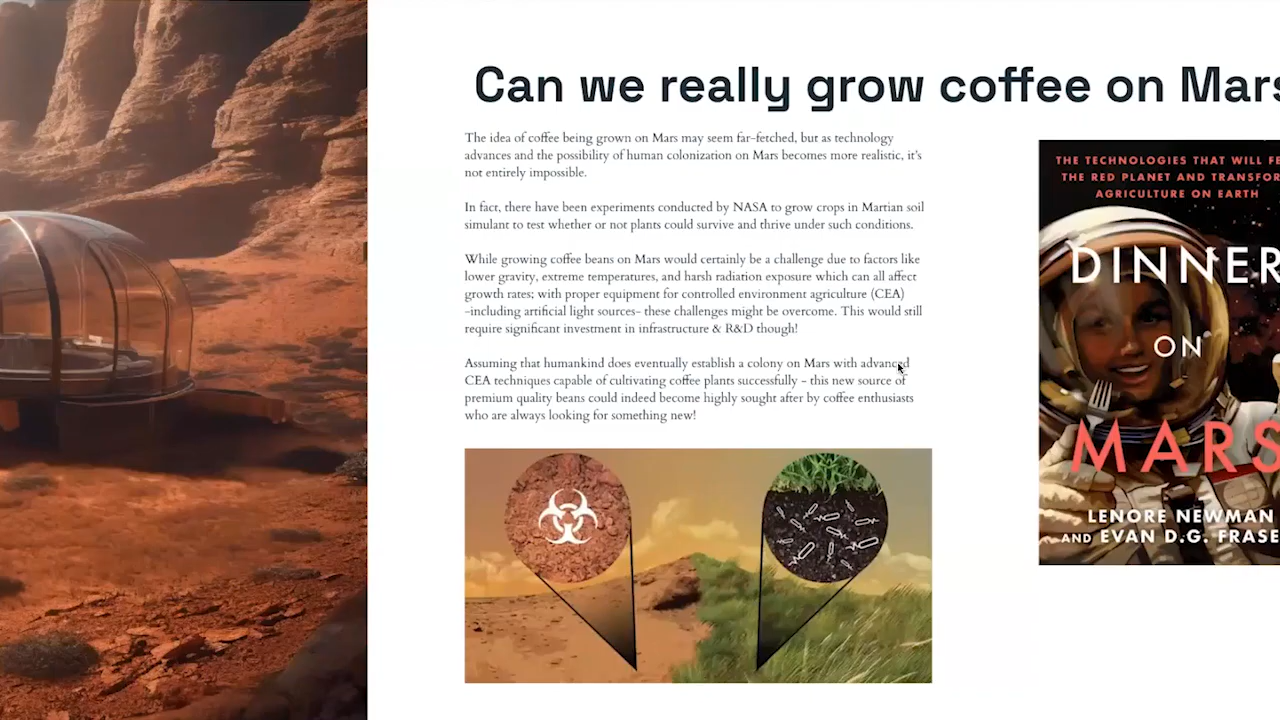 Can we really grow coffee on Mars
The idea of coffee being grown on Mars may seem far-fetched, but as technology
advances and the possibility of human colonization on Mars becomes more realistic, it's
not entirely impossible.
In fact, there have been experiments conducted by NASA to grow crops in Martian soil
simulant to test whether or not plants could survive and thrive under such conditions.
While growing coffee beans on Mars would certainly be a challenge due to factors like
lower gravity, extreme temperatures, and harsh radiation exposure which can all affect
growth rates; with proper equipment for controlled environment agriculture (CEA)
-including artificial light sources- these challenges might be overcome. This would still
require significant investment in infrastructure & R&D though!
Assuming that humankind does eventually establish a colony on Mars with advanced
CEA techniques capable of cultivating coffee plants successfully - this new source of
premium quality beans could indeed become highly sought after by coffee enthusiasts
who are always looking for something new!
THE TECHNOLOGIES THAT WILL FE
THE RED PLANET AND TRANSFOR
AGRICULTURE ON EARTH
DINNER
ON
MARS
LENORE NEWMAN
AND EVAN D.G. FRASE